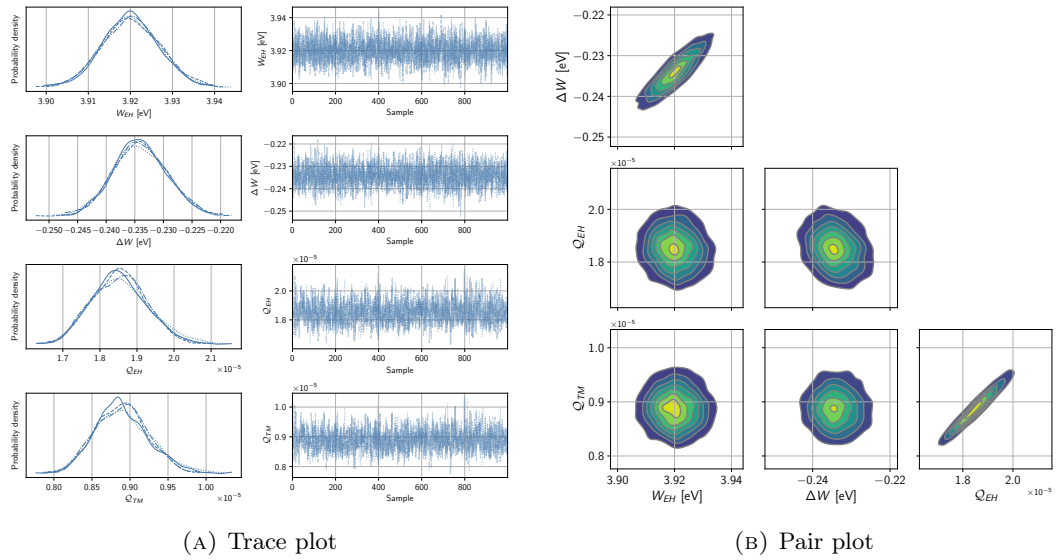 Probability density
3.90 3.91 3.92 3.93 3.94
W_EH [eV]
W_EH [eV]
3.94
3.92
3.90
0 200 400 600 800
Sample
Probability density
−0.250 −0.245 −0.240 −0.235 −0.230 −0.225 −0.220
ΔW [eV]
ΔW [eV]
−0.22
−0.23
−0.24
−0.25
0 200 400 600 800
Sample
Probability density
1.7 1.8 1.9 2.0 2.1
Q_EH
×10⁻⁵
×10⁻⁵
Q_EH
2.0
1.8
0 200 400 600 800
Sample
Probability density
0.80 0.85 0.90 0.95 1.00
Q_TM
×10⁻⁵
×10⁻⁵
Q_TM
1.0
0.9
0.8
0 200 400 600 800
Sample
(A) Trace plot
ΔW [eV]
−0.22
−0.23
−0.24
−0.25
×10⁻⁵
Q_EH
2.0
1.8
×10⁻⁵
Q_TM
1.0
0.9
0.8
3.90 3.92 3.94
W_EH [eV]
−0.24 −0.22
ΔW [eV]
1.8 2.0
Q_EH
×10⁻⁵
(B) Pair plot